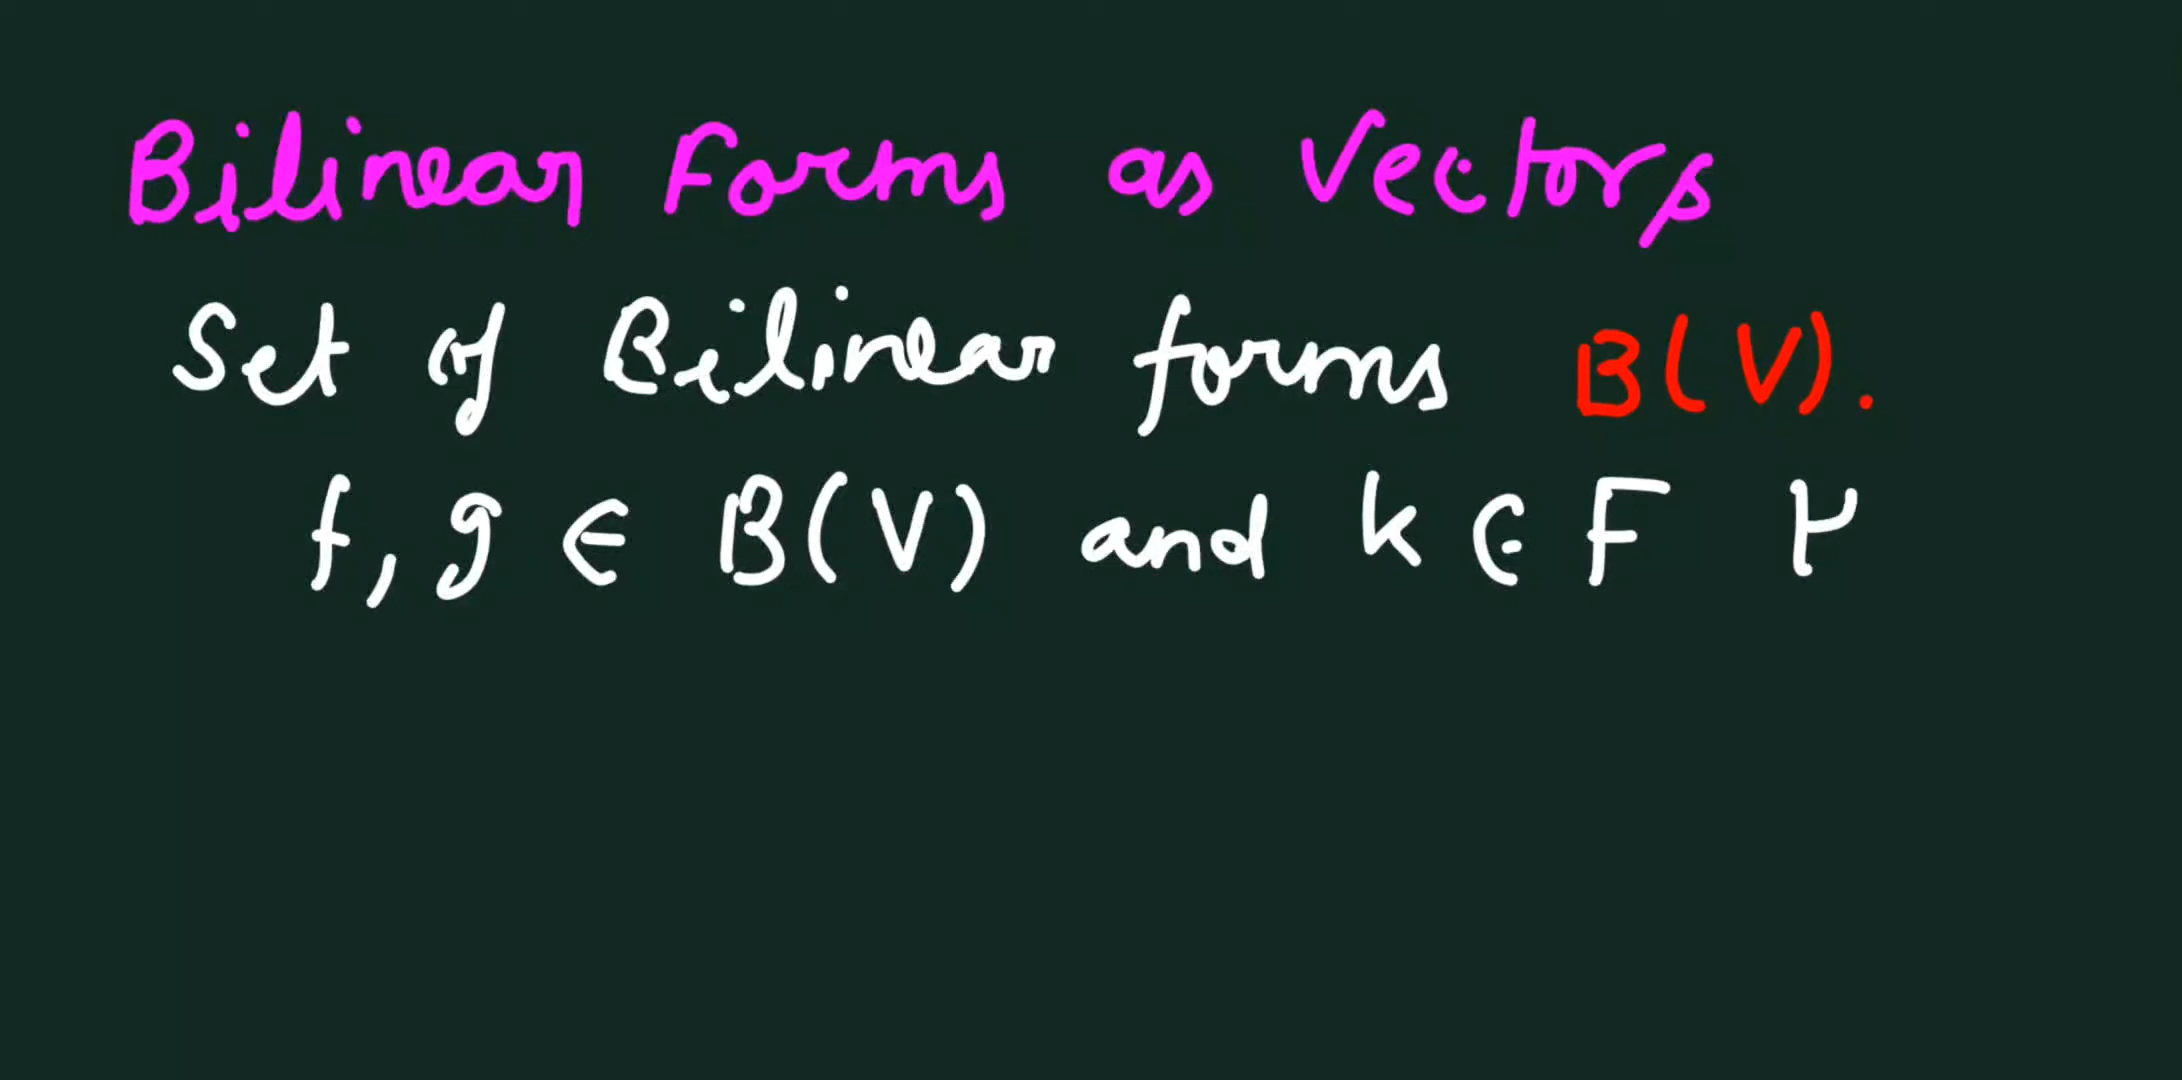 Bilinear Forms as Vectors
Set of Bilinear forms B(V).
f, g ∈ B(V) and k ∈ F